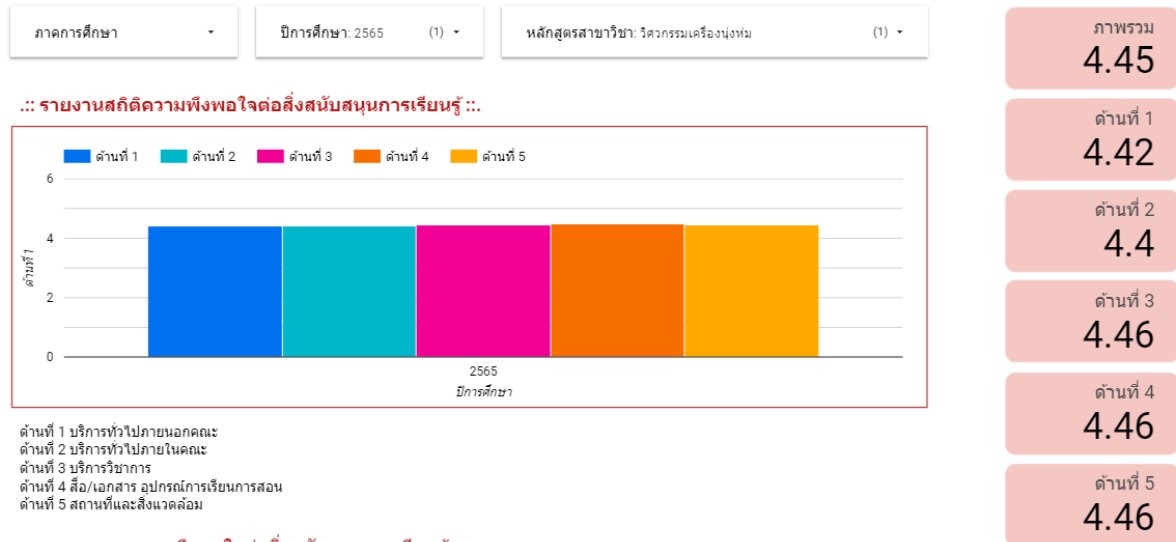 ภาคการศึกษา
ปีการศึกษา: 2565 (1)
หลักสูตรสาขาวิชา: วิศวกรรมเครื่องนุ่งห่ม (1)
.:: รายงานสถิติความพึงพอใจต่อสิ่งสนับสนุนการเรียนรู้ ::.
ด้านที่ 1 ด้านที่ 2 ด้านที่ 3 ด้านที่ 4 ด้านที่ 5
6
4
2
0
ด้านที่ 1
2565
ปีการศึกษา
ด้านที่ 1 บริการทั่วไปภายนอกคณะ
ด้านที่ 2 บริการทั่วไปภายในคณะ
ด้านที่ 3 บริการวิชาการ
ด้านที่ 4 สื่อ/เอกสาร อุปกรณ์การเรียนการสอน
ด้านที่ 5 สถานที่และสิ่งแวดล้อม
ภาพรวม
4.45
ด้านที่ 1
4.42
ด้านที่ 2
4.4
ด้านที่ 3
4.46
ด้านที่ 4
4.46
ด้านที่ 5
4.46